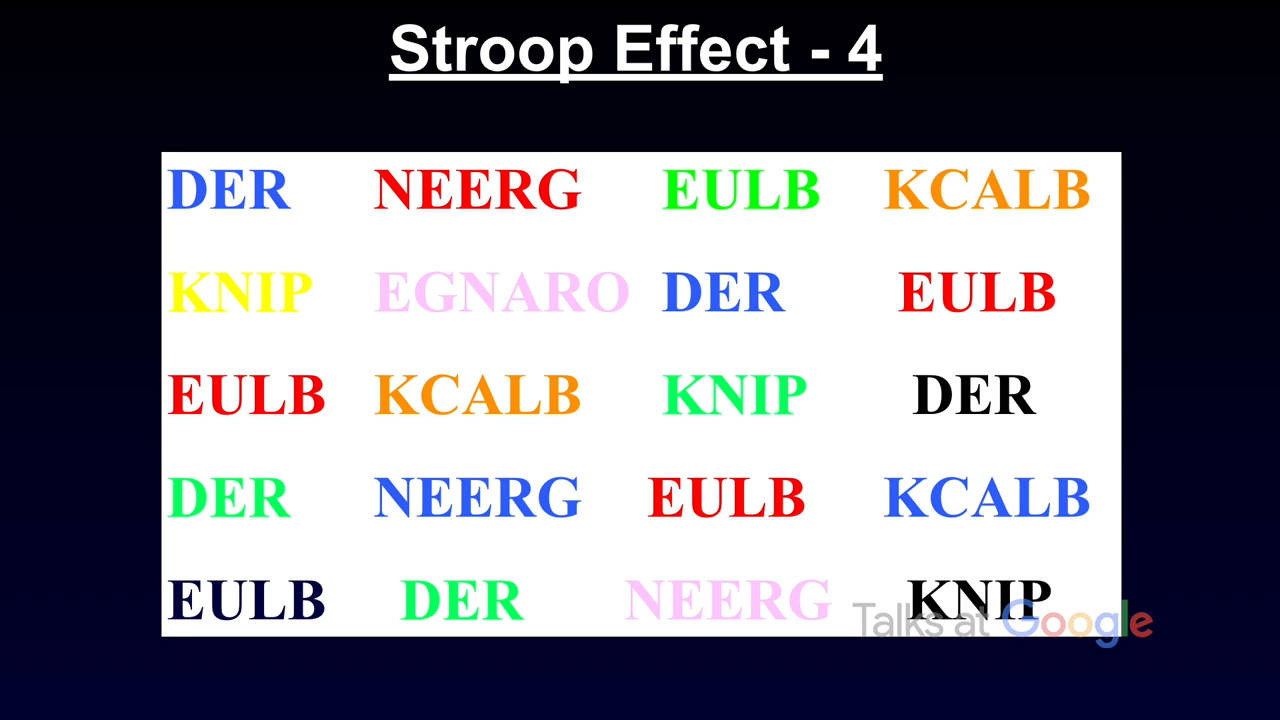 Stroop Effect - 4
DER NEERG EULB KCALB
KNIP EGNARO DER EULB
EULB KCALB KNIP DER
DER NEERG EULB KCALB
EULB DER NEERG KNIP
Talks at Google